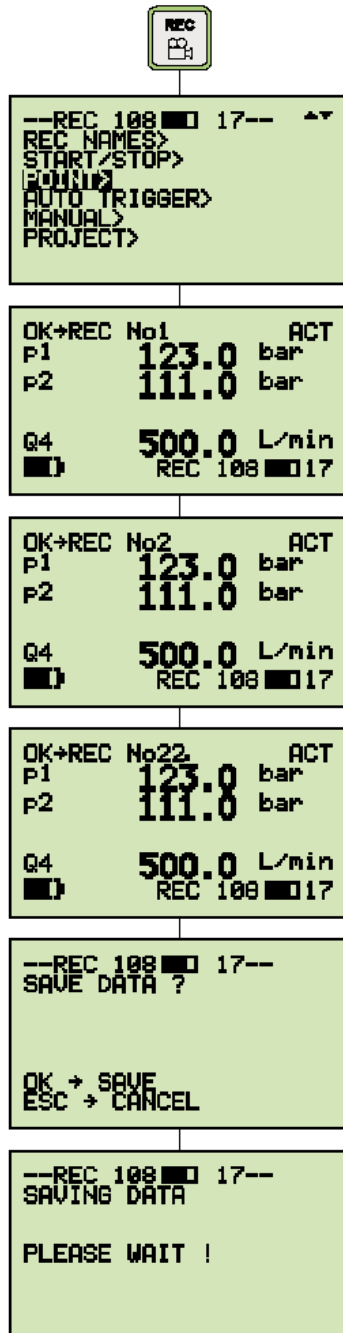 REC
--REC 108 17--
REC NAMES>
START/STOP>
POINT>
AUTO TRIGGER>
MANUAL>
PROJECT>
OK→REC No1 ACT
p1 123.0 bar
p2 111.0 bar
Q4 500.0 L/min
REC 108 17
OK→REC No2 ACT
p1 123.0 bar
p2 111.0 bar
Q4 500.0 L/min
REC 108 17
OK→REC No22 ACT
p1 123.0 bar
p2 111.0 bar
Q4 500.0 L/min
REC 108 17
--REC 108 17--
SAVE DATA ?
OK → SAVE
ESC → CANCEL
--REC 108 17--
SAVING DATA
PLEASE WAIT !